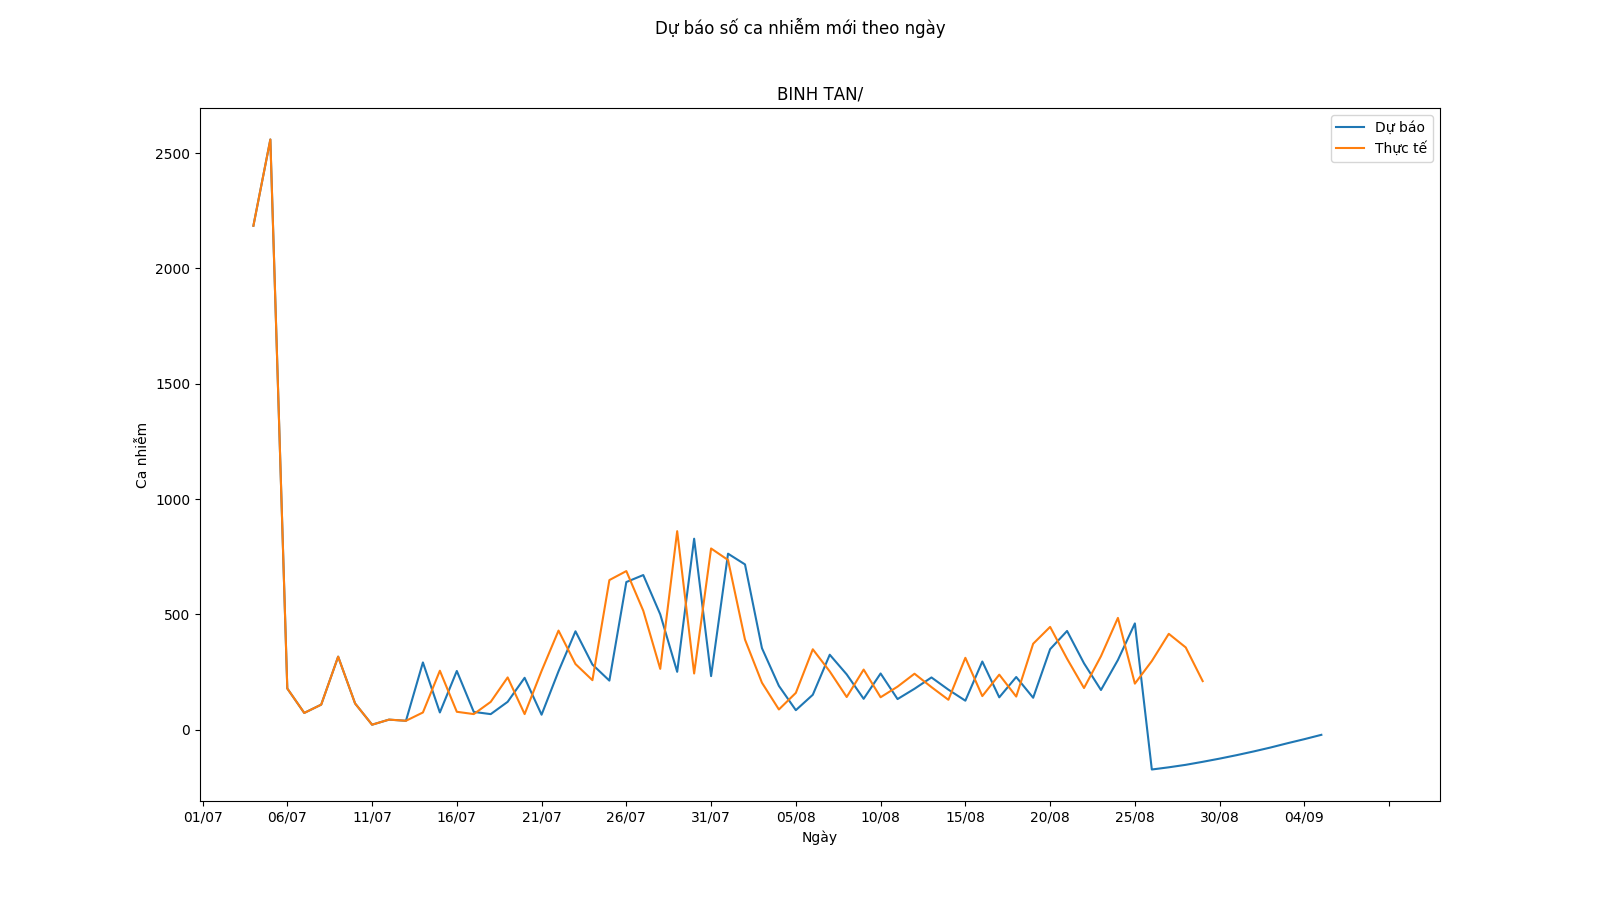 Dự báo số ca nhiễm mới theo ngày
BINH TAN/
Dự báo
Thực tế
2500
2000
1500
1000
500
0
Ca nhiễm
01/07 06/07 11/07 16/07 21/07 26/07 31/07 05/08 10/08 15/08 20/08 25/08 30/08 04/09
Ngày